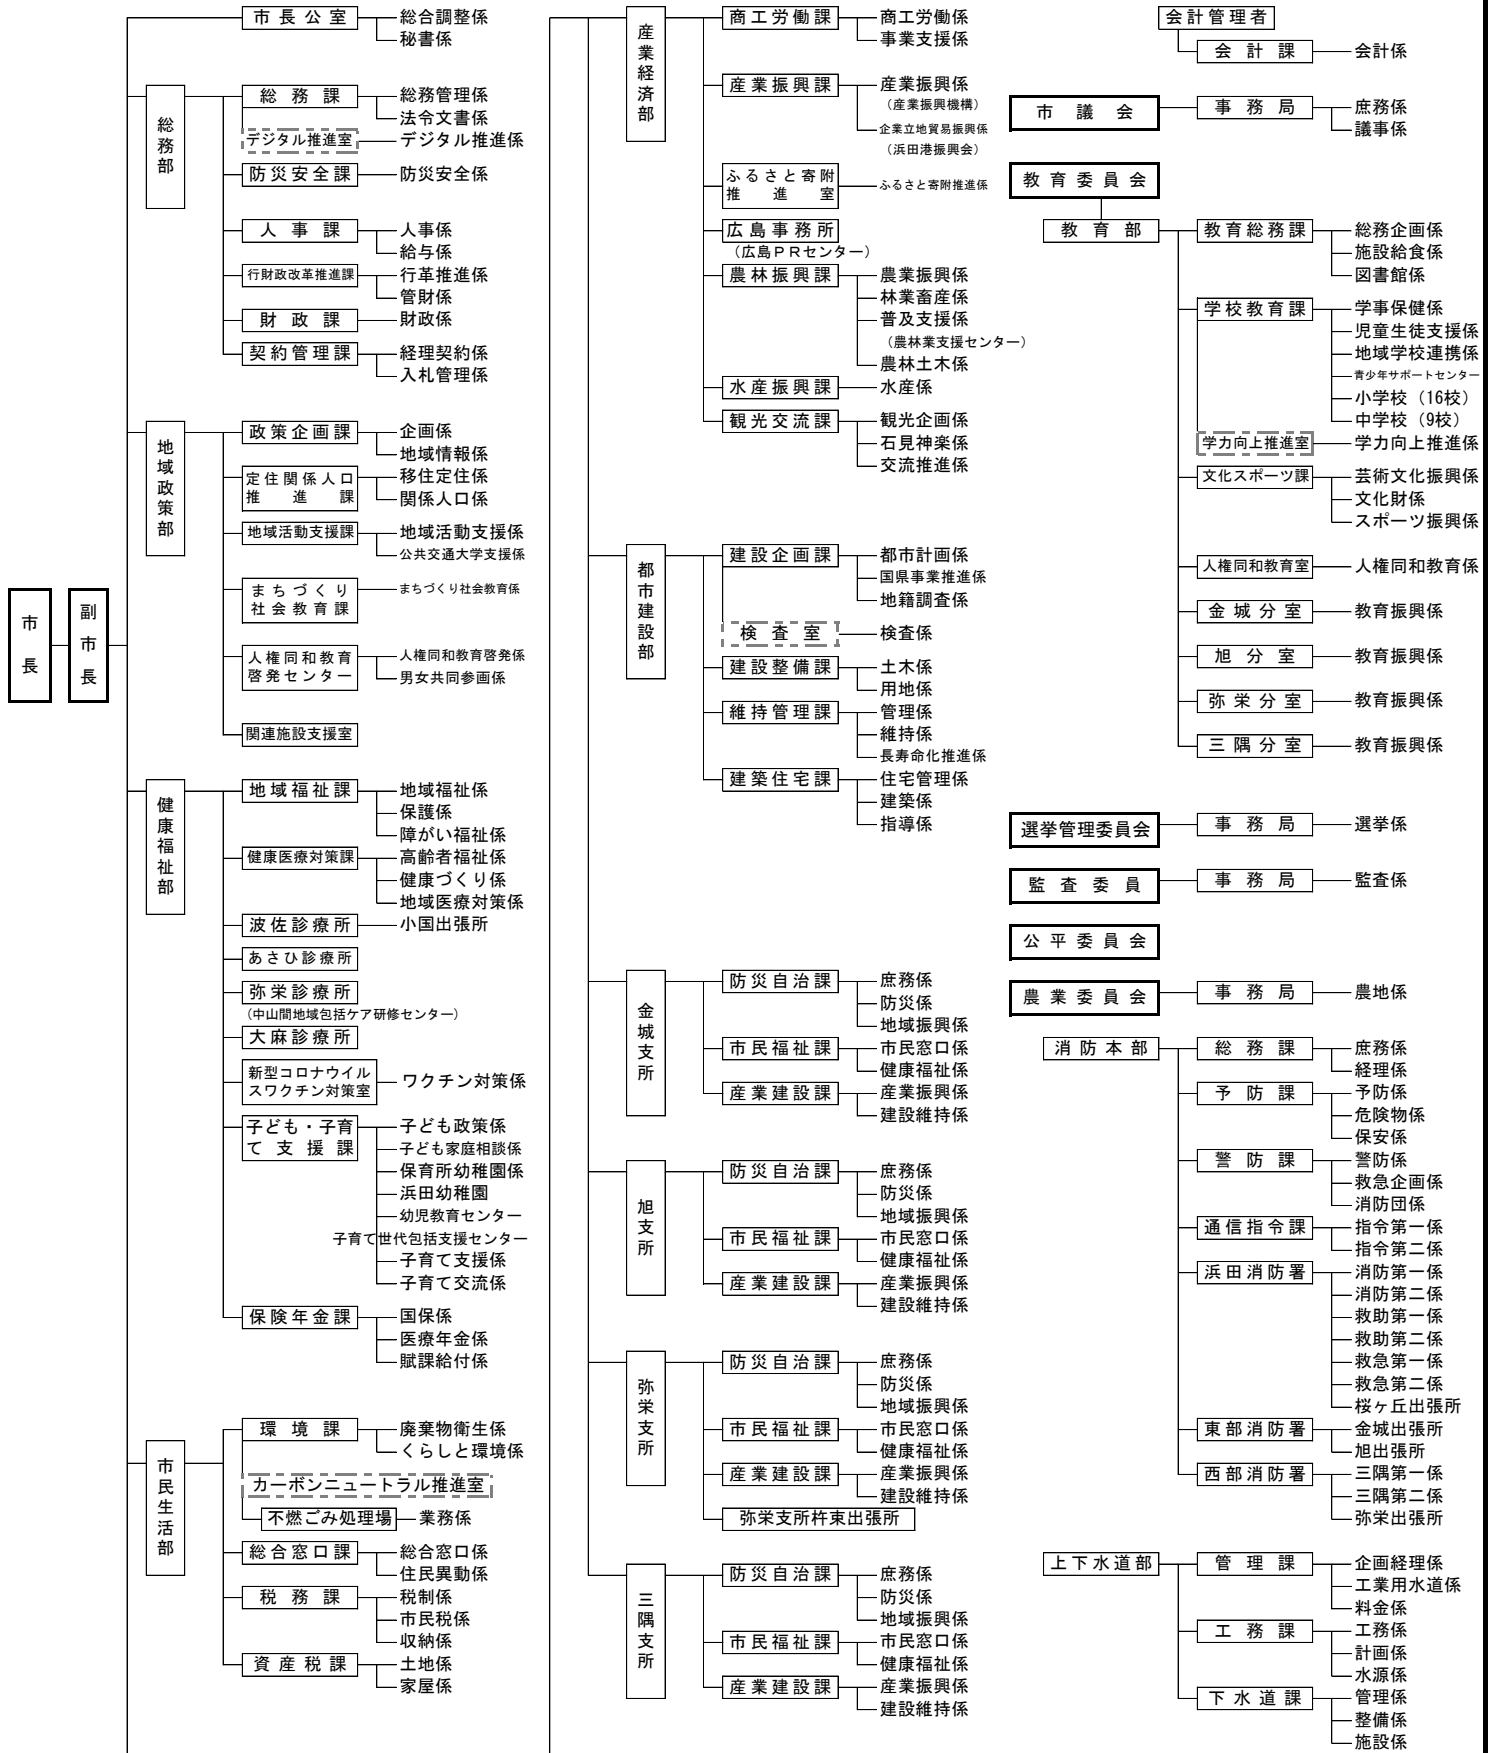 市長
副市長
市長公室
総合調整係
秘書係
総務部
総務課
総務管理係
法令文書係
デジタル推進室
デジタル推進係
防災安全課
防災安全係
人事課
人事係
給与係
行財政改革推進課
行革推進係
管財係
財政課
財政係
契約管理課
経理契約係
入札管理係
地域政策部
政策企画課
企画係
地域情報係
定住関係人口
推進課
移住定住係
関係人口係
地域活動支援課
地域活動支援係
公共交通大学支援係
まちづくり
社会教育課
まちづくり社会教育係
人権同和教育
啓発センター
人権同和教育啓発係
男女共同参画係
関連施設支援室
健康福祉部
地域福祉課
地域福祉係
保護係
障がい福祉係
健康医療対策課
高齢者福祉係
健康づくり係
地域医療対策係
波佐診療所
小国出張所
あさひ診療所
弥栄診療所
(中山間地域包括ケア研修センター)
大麻診療所
新型コロナウイル
スワクチン対策室
ワクチン対策係
子ども・子育
て支援課
子ども政策係
子ども家庭相談係
保育所幼稚園係
浜田幼稚園
幼児教育センター
子育て世代包括支援センター
子育て支援係
子育て交流係
保険年金課
国保係
医療年金係
賦課給付係
市民生活部
環境課
廃棄物衛生係
くらしと環境係
カーボンニュートラル推進室
不燃ごみ処理場
業務係
総合窓口課
総合窓口係
住民異動係
税務課
税制係
市民税係
収納係
資産税課
土地係
家屋係
産業経済部
商工労働課
商工労働係
事業支援係
産業振興課
産業振興係
(産業振興機構)
企業立地貿易振興係
(浜田港振興会)
ふるさと寄附
推進室
ふるさと寄附推進係
広島事務所
(広島PRセンター)
農林振興課
農業振興係
林業畜産係
普及支援係
(農林業支援センター)
農林土木係
水産振興課
水産係
観光交流課
観光企画係
石見神楽係
交流推進係
都市建設部
建設企画課
都市計画係
国県事業推進係
地籍調査係
検査室
検査係
建設整備課
土木係
用地係
維持管理課
管理係
維持係
長寿命化推進係
建築住宅課
住宅管理係
建築係
指導係
金城支所
防災自治課
庶務係
防災係
地域振興係
市民福祉課
市民窓口係
健康福祉係
産業建設課
産業振興係
建設維持係
旭支所
防災自治課
庶務係
防災係
地域振興係
市民福祉課
市民窓口係
健康福祉係
産業建設課
産業振興係
建設維持係
弥栄支所
防災自治課
庶務係
防災係
地域振興係
市民福祉課
市民窓口係
健康福祉係
産業建設課
産業振興係
建設維持係
弥栄支所杵束出張所
三隅支所
防災自治課
庶務係
防災係
地域振興係
市民福祉課
市民窓口係
健康福祉係
産業建設課
産業振興係
建設維持係
会計管理者
会計課
会計係
市議会
事務局
庶務係
議事係
教育委員会
教育部
教育総務課
総務企画係
施設給食係
図書館係
学校教育課
学事保健係
児童生徒支援係
地域学校連携係
青少年サポートセンター
小学校(16校)
中学校(9校)
学力向上推進室
学力向上推進係
文化スポーツ課
芸術文化振興係
文化財係
スポーツ振興係
人権同和教育室
人権同和教育係
金城分室
教育振興係
旭分室
教育振興係
弥栄分室
教育振興係
三隅分室
教育振興係
選挙管理委員会
事務局
選挙係
監査委員
事務局
監査係
公平委員会
農業委員会
事務局
農地係
消防本部
総務課
庶務係
経理係
予防課
予防係
危険物係
保安係
警防課
警防係
救急企画係
消防団係
通信指令課
指令第一係
指令第二係
浜田消防署
消防第一係
消防第二係
救助第一係
救助第二係
救急第一係
救急第二係
桜ヶ丘出張所
東部消防署
金城出張所
旭出張所
西部消防署
三隅第一係
三隅第二係
弥栄出張所
上下水道部
管理課
企画経理係
工業用水道係
料金係
工務課
工務係
計画係
水源係
下水道課
管理係
整備係
施設係